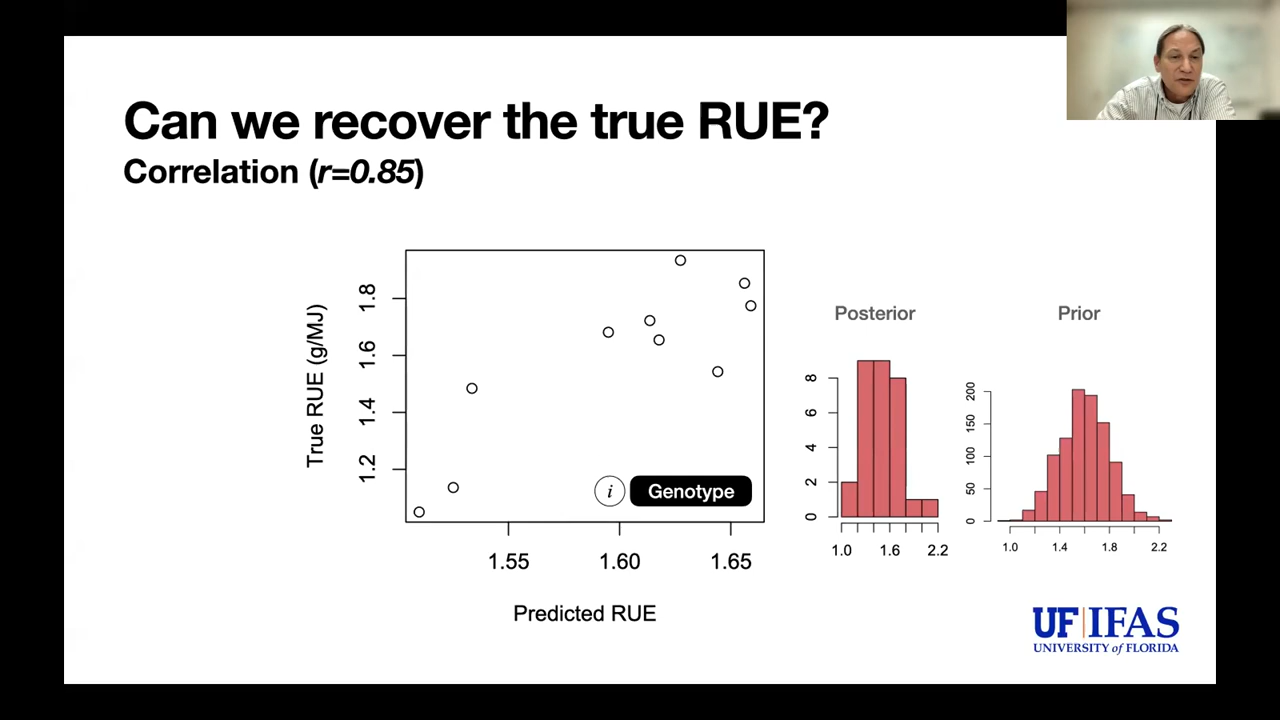 Can we recover the true RUE?
Correlation (r=0.85)
True RUE (g/MJ)
1.8
1.6
1.4
1.2
i Genotype
1.55 1.60 1.65
Predicted RUE
Posterior
8
6
4
2
0
1.0 1.6 2.2
Prior
200
150
100
50
0
1.0 1.4 1.8 2.2
UF|IFAS
UNIVERSITY of FLORIDA